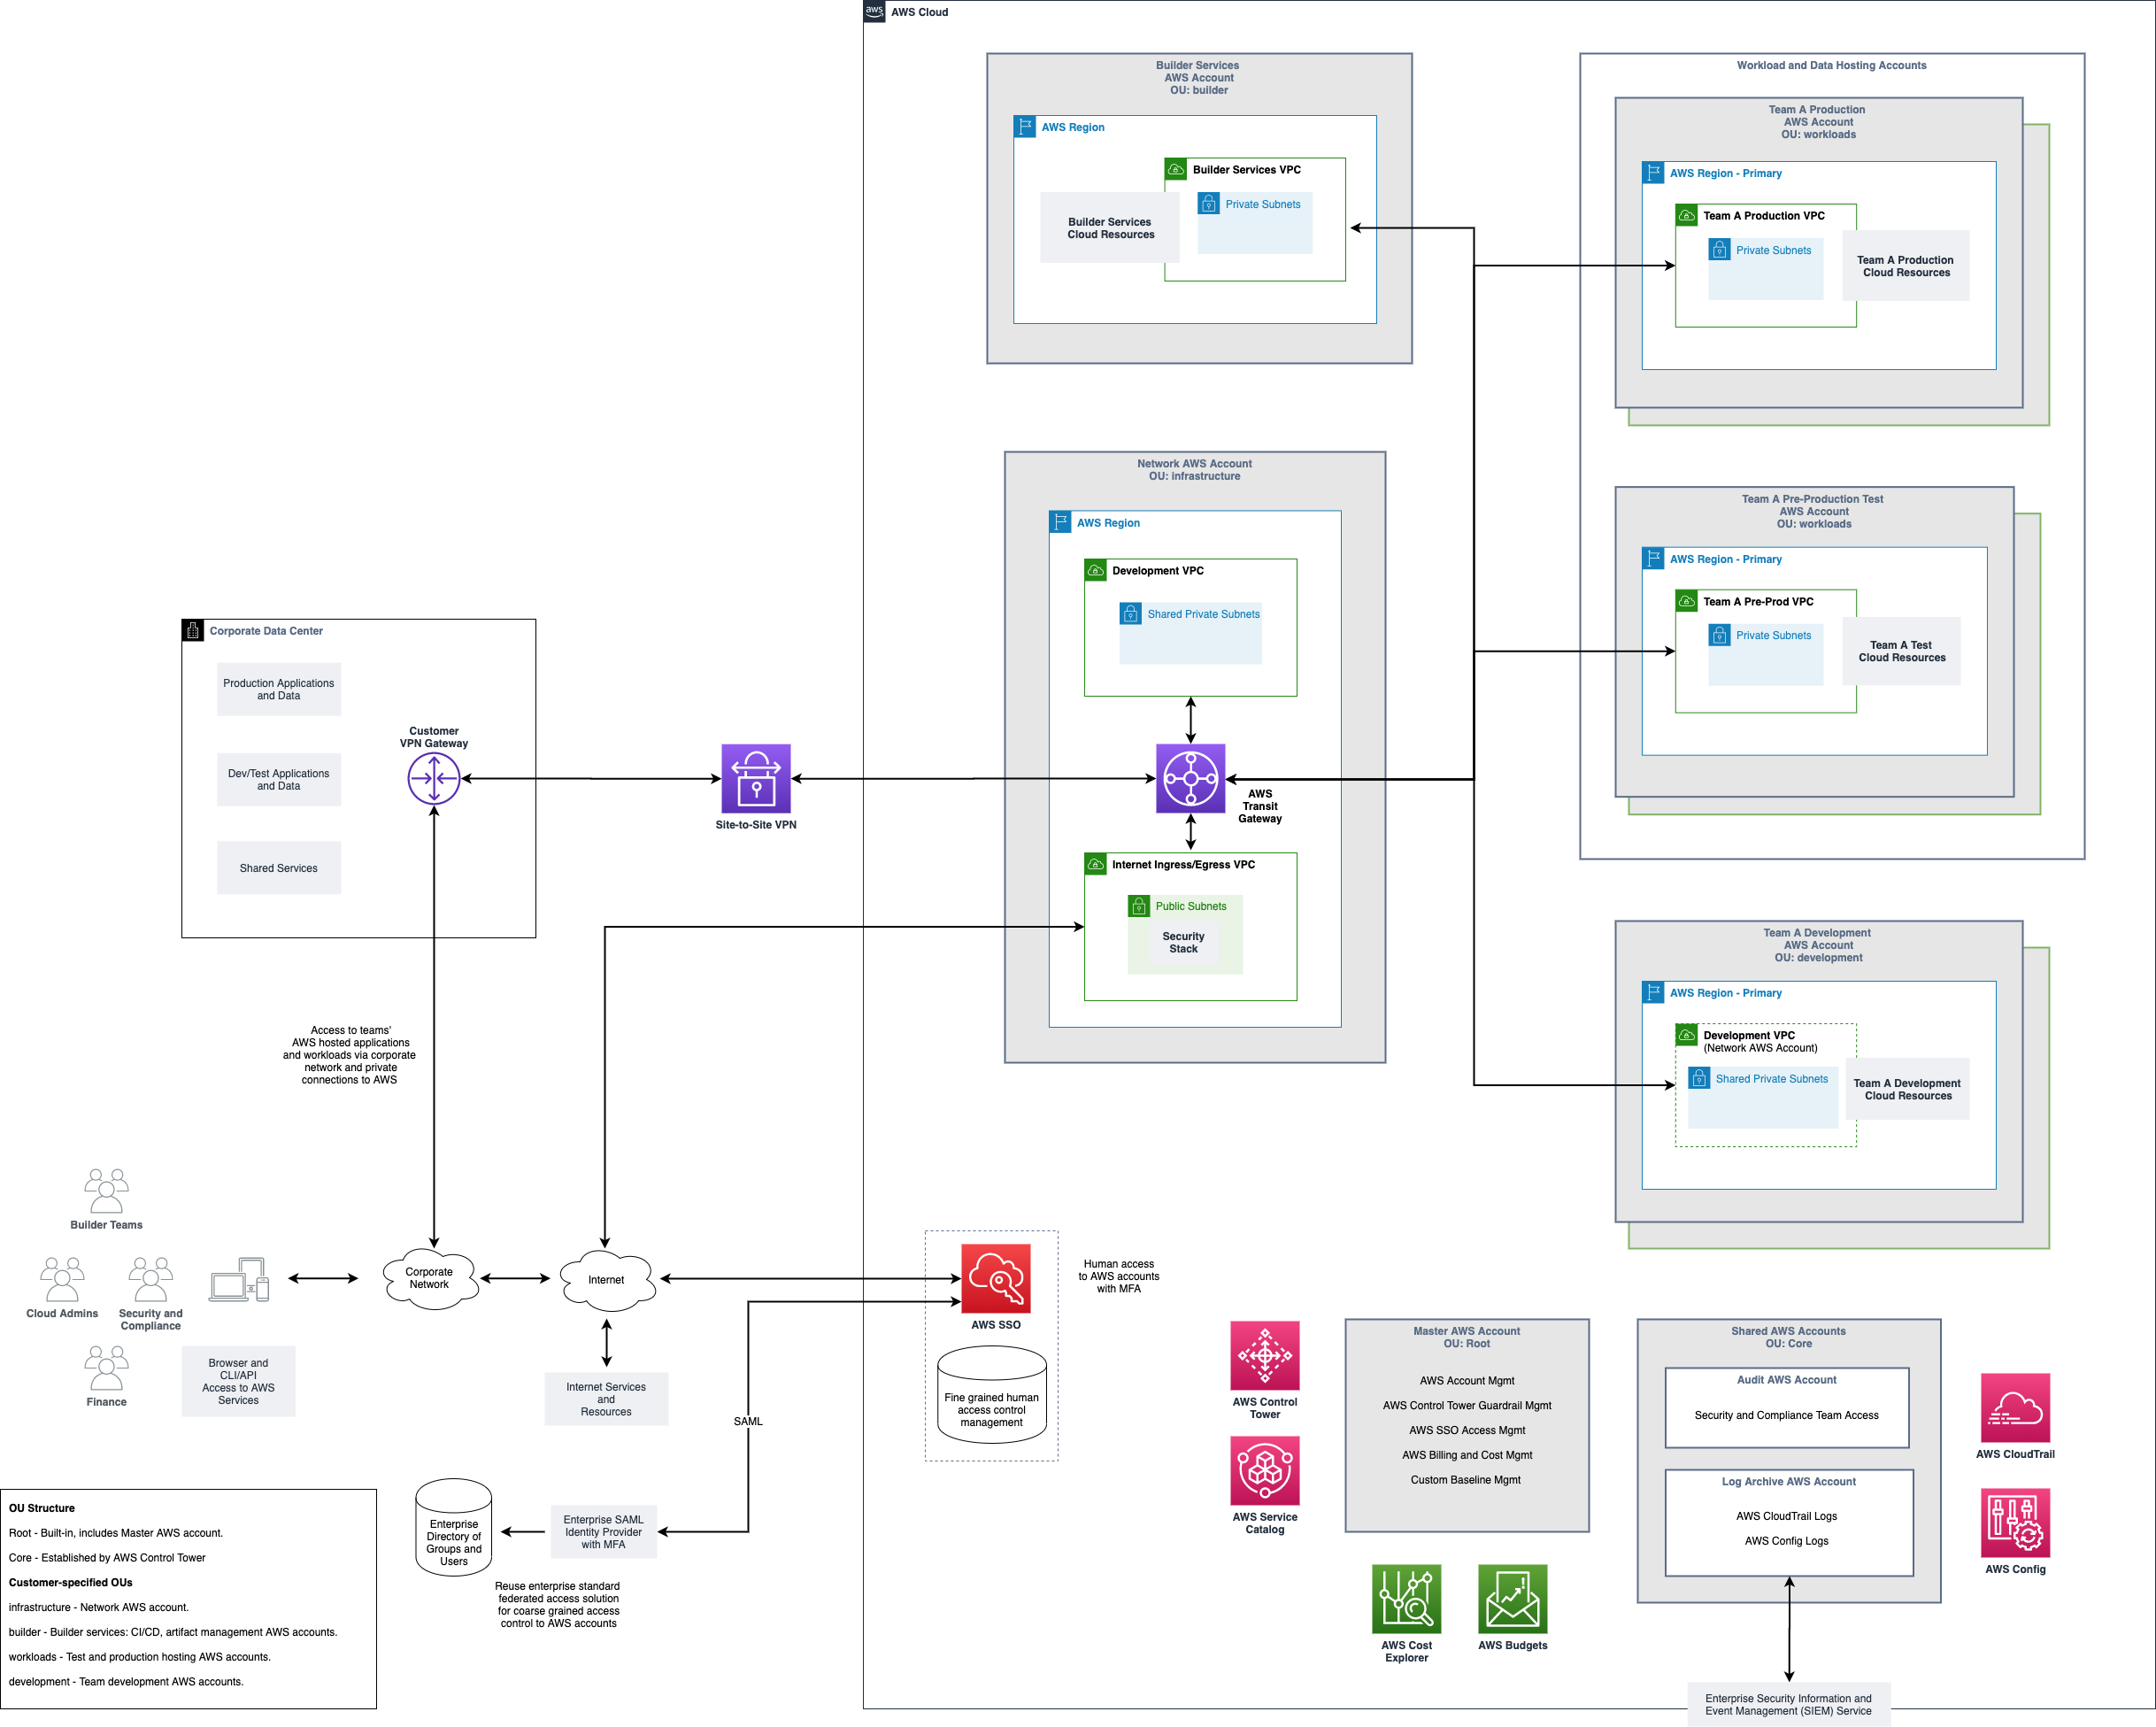 aws
AWS Cloud
Builder Services
AWS Account
OU: builder
AWS Region
Builder Services VPC
Private Subnets
Builder Services
Cloud Resources
Workload and Data Hosting Accounts
Team A Production
AWS Account
OU: workloads
AWS Region - Primary
Team A Production VPC
Private Subnets
Team A Production
Cloud Resources
Network AWS Account
OU: infrastructure
AWS Region
Development VPC
Shared Private Subnets
AWS
Transit
Gateway
Internet Ingress/Egress VPC
Public Subnets
Security
Stack
Team A Pre-Production Test
AWS Account
OU: workloads
AWS Region - Primary
Team A Pre-Prod VPC
Private Subnets
Team A Test
Cloud Resources
Corporate Data Center
Production Applications
and Data
Dev/Test Applications
and Data
Shared Services
Customer
VPN Gateway
Site-to-Site VPN
Team A Development
AWS Account
OU: development
AWS Region - Primary
Development VPC
(Network AWS Account)
Shared Private Subnets
Team A Development
Cloud Resources
Access to teams'
AWS hosted applications
and workloads via corporate
network and private
connections to AWS
Builder Teams
Cloud Admins
Security and
Compliance
Finance
Browser and
CLI/API
Access to AWS
Services
Corporate
Network
Internet
Internet Services
and
Resources
SAML
AWS SSO
Fine grained human
access control
management
Human access
to AWS accounts
with MFA
Enterprise
Directory of
Groups and
Users
Enterprise SAML
Identity Provider
with MFA
Reuse enterprise standard
federated access solution
for coarse grained access
control to AWS accounts
AWS Control
Tower
AWS Service
Catalog
Master AWS Account
OU: Root
AWS Account Mgmt
AWS Control Tower Guardrail Mgmt
AWS SSO Access Mgmt
AWS Billing and Cost Mgmt
Custom Baseline Mgmt
AWS Cost
Explorer
AWS Budgets
Shared AWS Accounts
OU: Core
Audit AWS Account
Security and Compliance Team Access
Log Archive AWS Account
AWS CloudTrail Logs
AWS Config Logs
AWS CloudTrail
AWS Config
Enterprise Security Information and
Event Management (SIEM) Service
OU Structure
Root - Built-in, includes Master AWS account.
Core - Established by AWS Control Tower
Customer-specified OUs
infrastructure - Network AWS account.
builder - Builder services: CI/CD, artifact management AWS accounts.
workloads - Test and production hosting AWS accounts.
development - Team development AWS accounts.